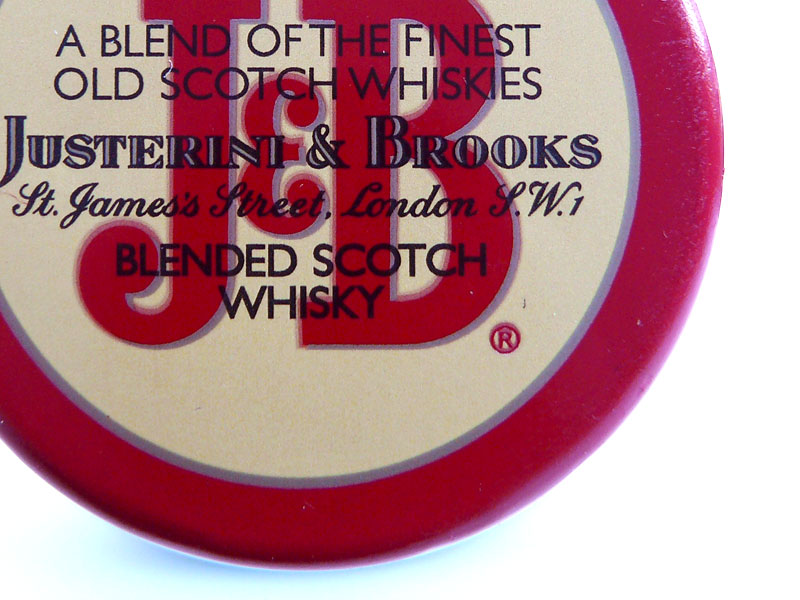 J&B
A BLEND OF THE FINEST
OLD SCOTCH WHISKIES
JUSTERINI & BROOKS
St. James's Street, London S.W.1
BLENDED SCOTCH
WHISKY
®